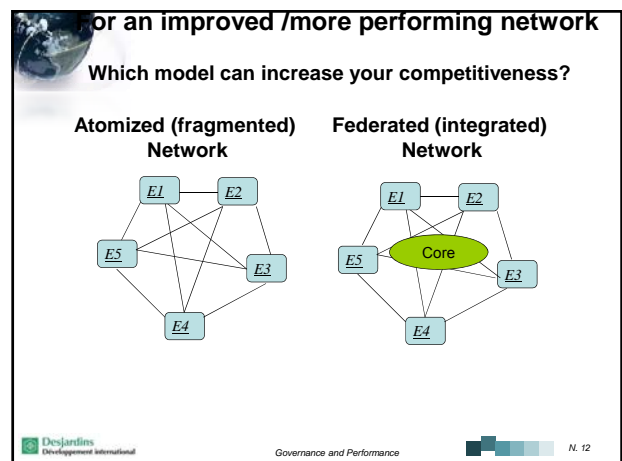 For an improved /more performing network
Which model can increase your competitiveness?
Atomized (fragmented)
Network
Federated (integrated)
Network
E1
E2
E5
E3
E4
E1
E2
E5
Core
E3
E4
Desjardins
Développement international
Governance and Performance
N. 12